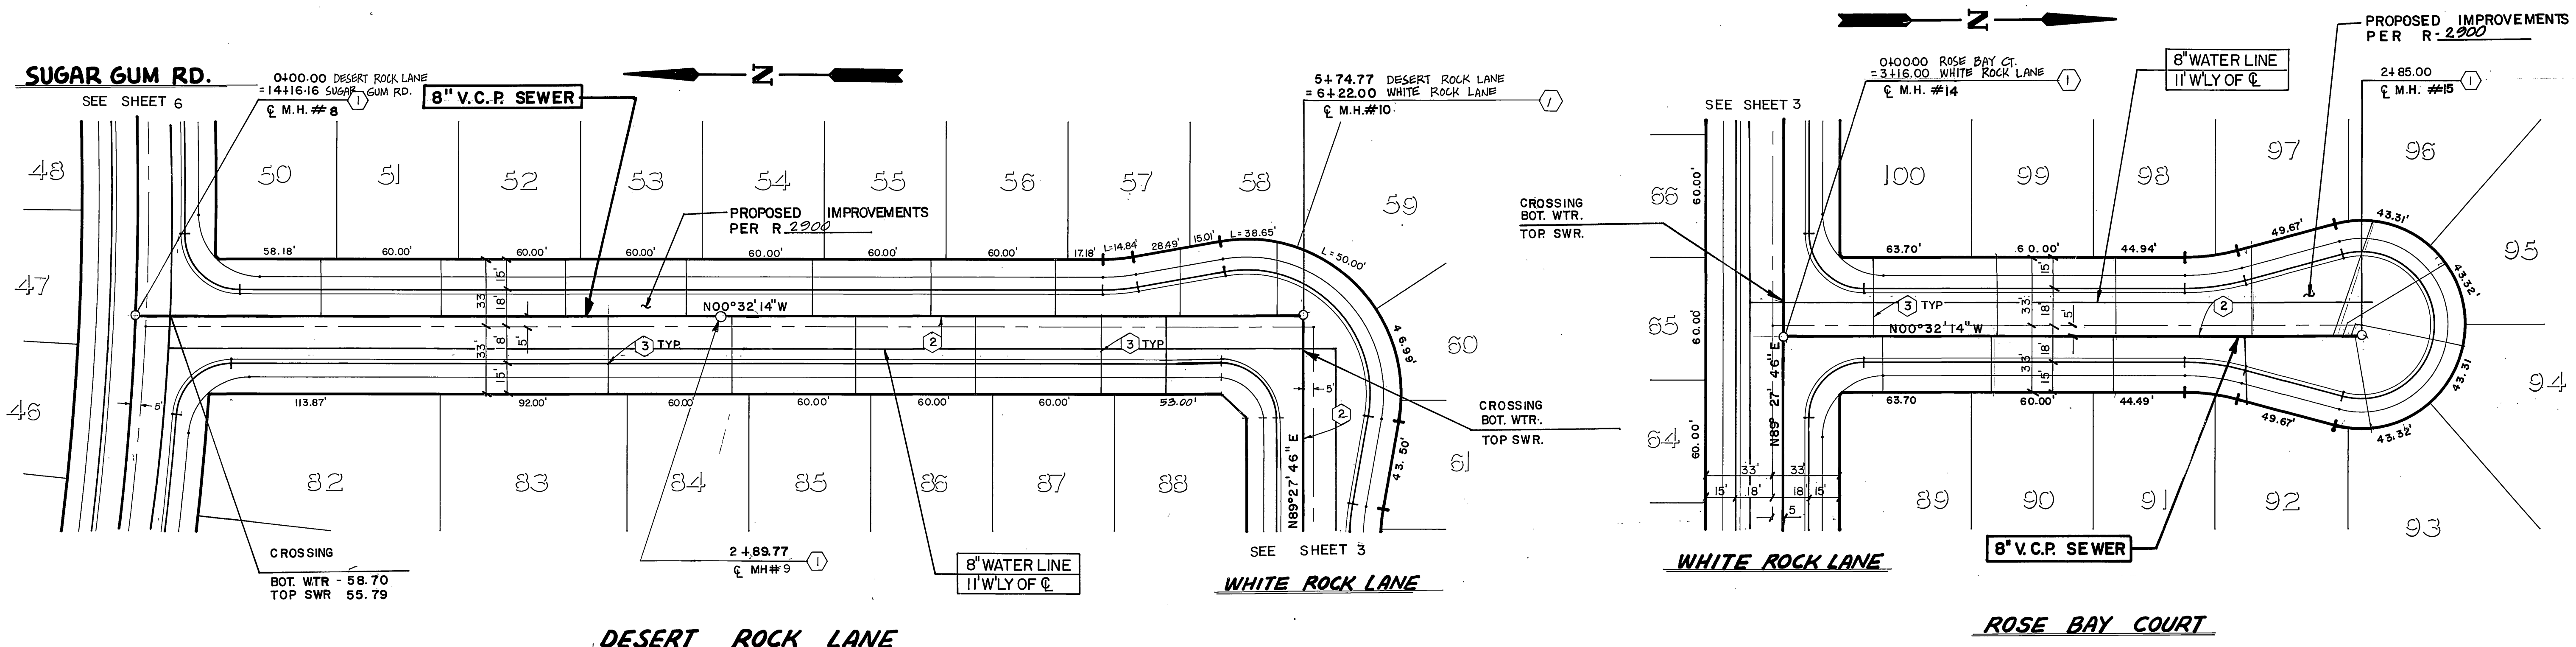 SUGAR GUM RD.
SEE SHEET 6
0+00.00 DESERT ROCK LANE
=14+16.16 SUGAR GUM RD.
℄ M.H. #8
1
8" V.C.P. SEWER
N
5+74.77 DESERT ROCK LANE
= 6+22.00 WHITE ROCK LANE
℄ M.H.#10
1
48
47
46
50
51
52
53
54
55
56
57
58
59
60
61
PROPOSED IMPROVEMENTS
PER R 2900
58.18'
60.00'
60.00'
60.00'
60.00'
60.00'
60.00'
17.18'
L=14.84'
28.49'
15.01'
L=38.65'
L=50.00'
46.99'
43.50'
15'
33'
18'
N00°32'14"W
33'
18'
5'
15'
3 TYP.
2
3 TYP
5'
5'
2
113.87'
92.00'
60.00'
60.00'
60.00'
60.00'
53.00'
82
83
84
85
86
87
88
N89°27'46"E
CROSSING
BOT. WTR.
TOP SWR.
CROSSING
BOT. WTR - 58.70
TOP SWR 55.79
2+89.77
℄ MH#9
1
8" WATER LINE
11' W'LY OF ℄
SEE SHEET 3
WHITE ROCK LANE
DESERT ROCK LANE
N
0+00.00 ROSE BAY CT.
=3+16.00 WHITE ROCK LANE
℄ M.H. #14
1
8" WATER LINE
11' W'LY OF ℄
PROPOSED IMPROVEMENTS
PER R-2900
2+85.00
℄ M.H. #15
1
SEE SHEET 3
66
65
64
60.00'
60.00'
60.00'
100
99
98
97
96
95
94
93
CROSSING
BOT. WTR.
TOP SWR.
63.70'
60.00'
44.94'
49.67'
43.31'
43.32'
43.31
43.32'
15'
33'
18'
3 TYP
2
N00°32'14"W
5'
18'
33'
15'
N89° 27' 46" E
63.70
60.00'
44.49'
49.67'
33'
33'
15'
18'
18'
15'
5
89
90
91
92
8" V.C.P. SEWER
WHITE ROCK LANE
ROSE BAY COURT